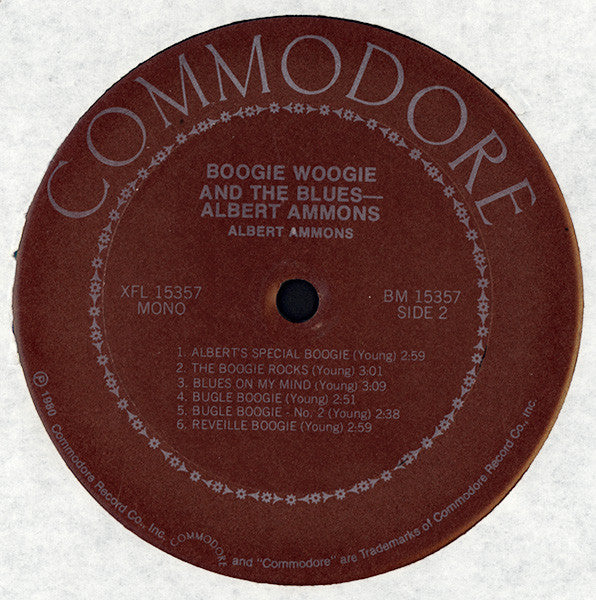 COMMODORE
BOOGIE WOOGIE
AND THE BLUES—
ALBERT AMMONS
ALBERT AMMONS
XFL 15357
MONO
BM 15357
SIDE 2
1. ALBERT'S SPECIAL BOOGIE (Young) 2:59
2. THE BOOGIE ROCKS (Young) 3:01
3. BLUES ON MY MIND (Young) 3:09
4. BUGLE BOOGIE (Young) 2:51
5. BUGLE BOOGIE - No. 2 (Young) 2:38
6. REVEILLE BOOGIE (Young) 2:59
℗ 1980 Commodore Record Co., Inc. COMMODORE and "Commodore" are Trademarks of Commodore Record Co., Inc.